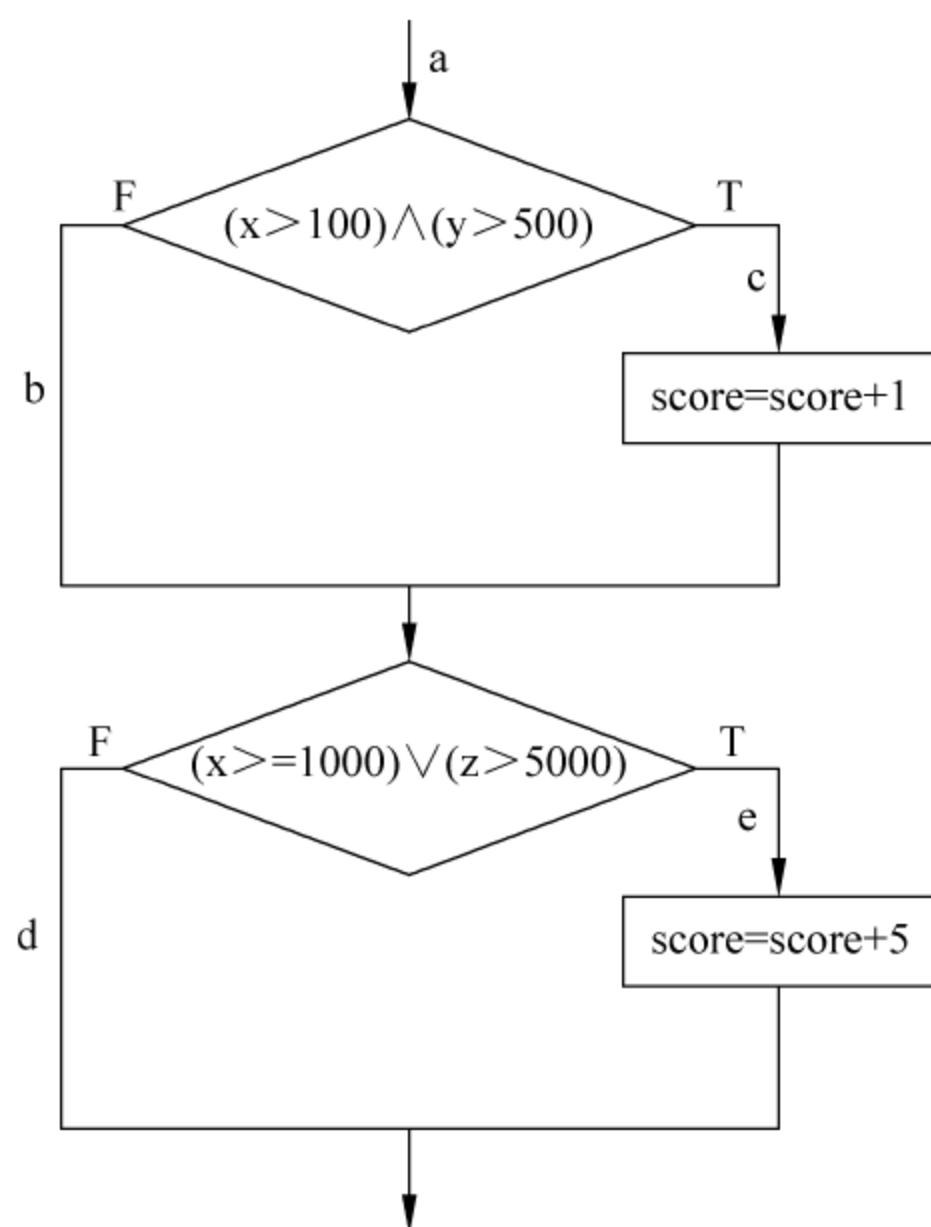 a
F
T
(x＞100)∧(y＞500)
c
b
score=score+1
F
T
(x＞=1000)∨(z＞5000)
e
d
score=score+5